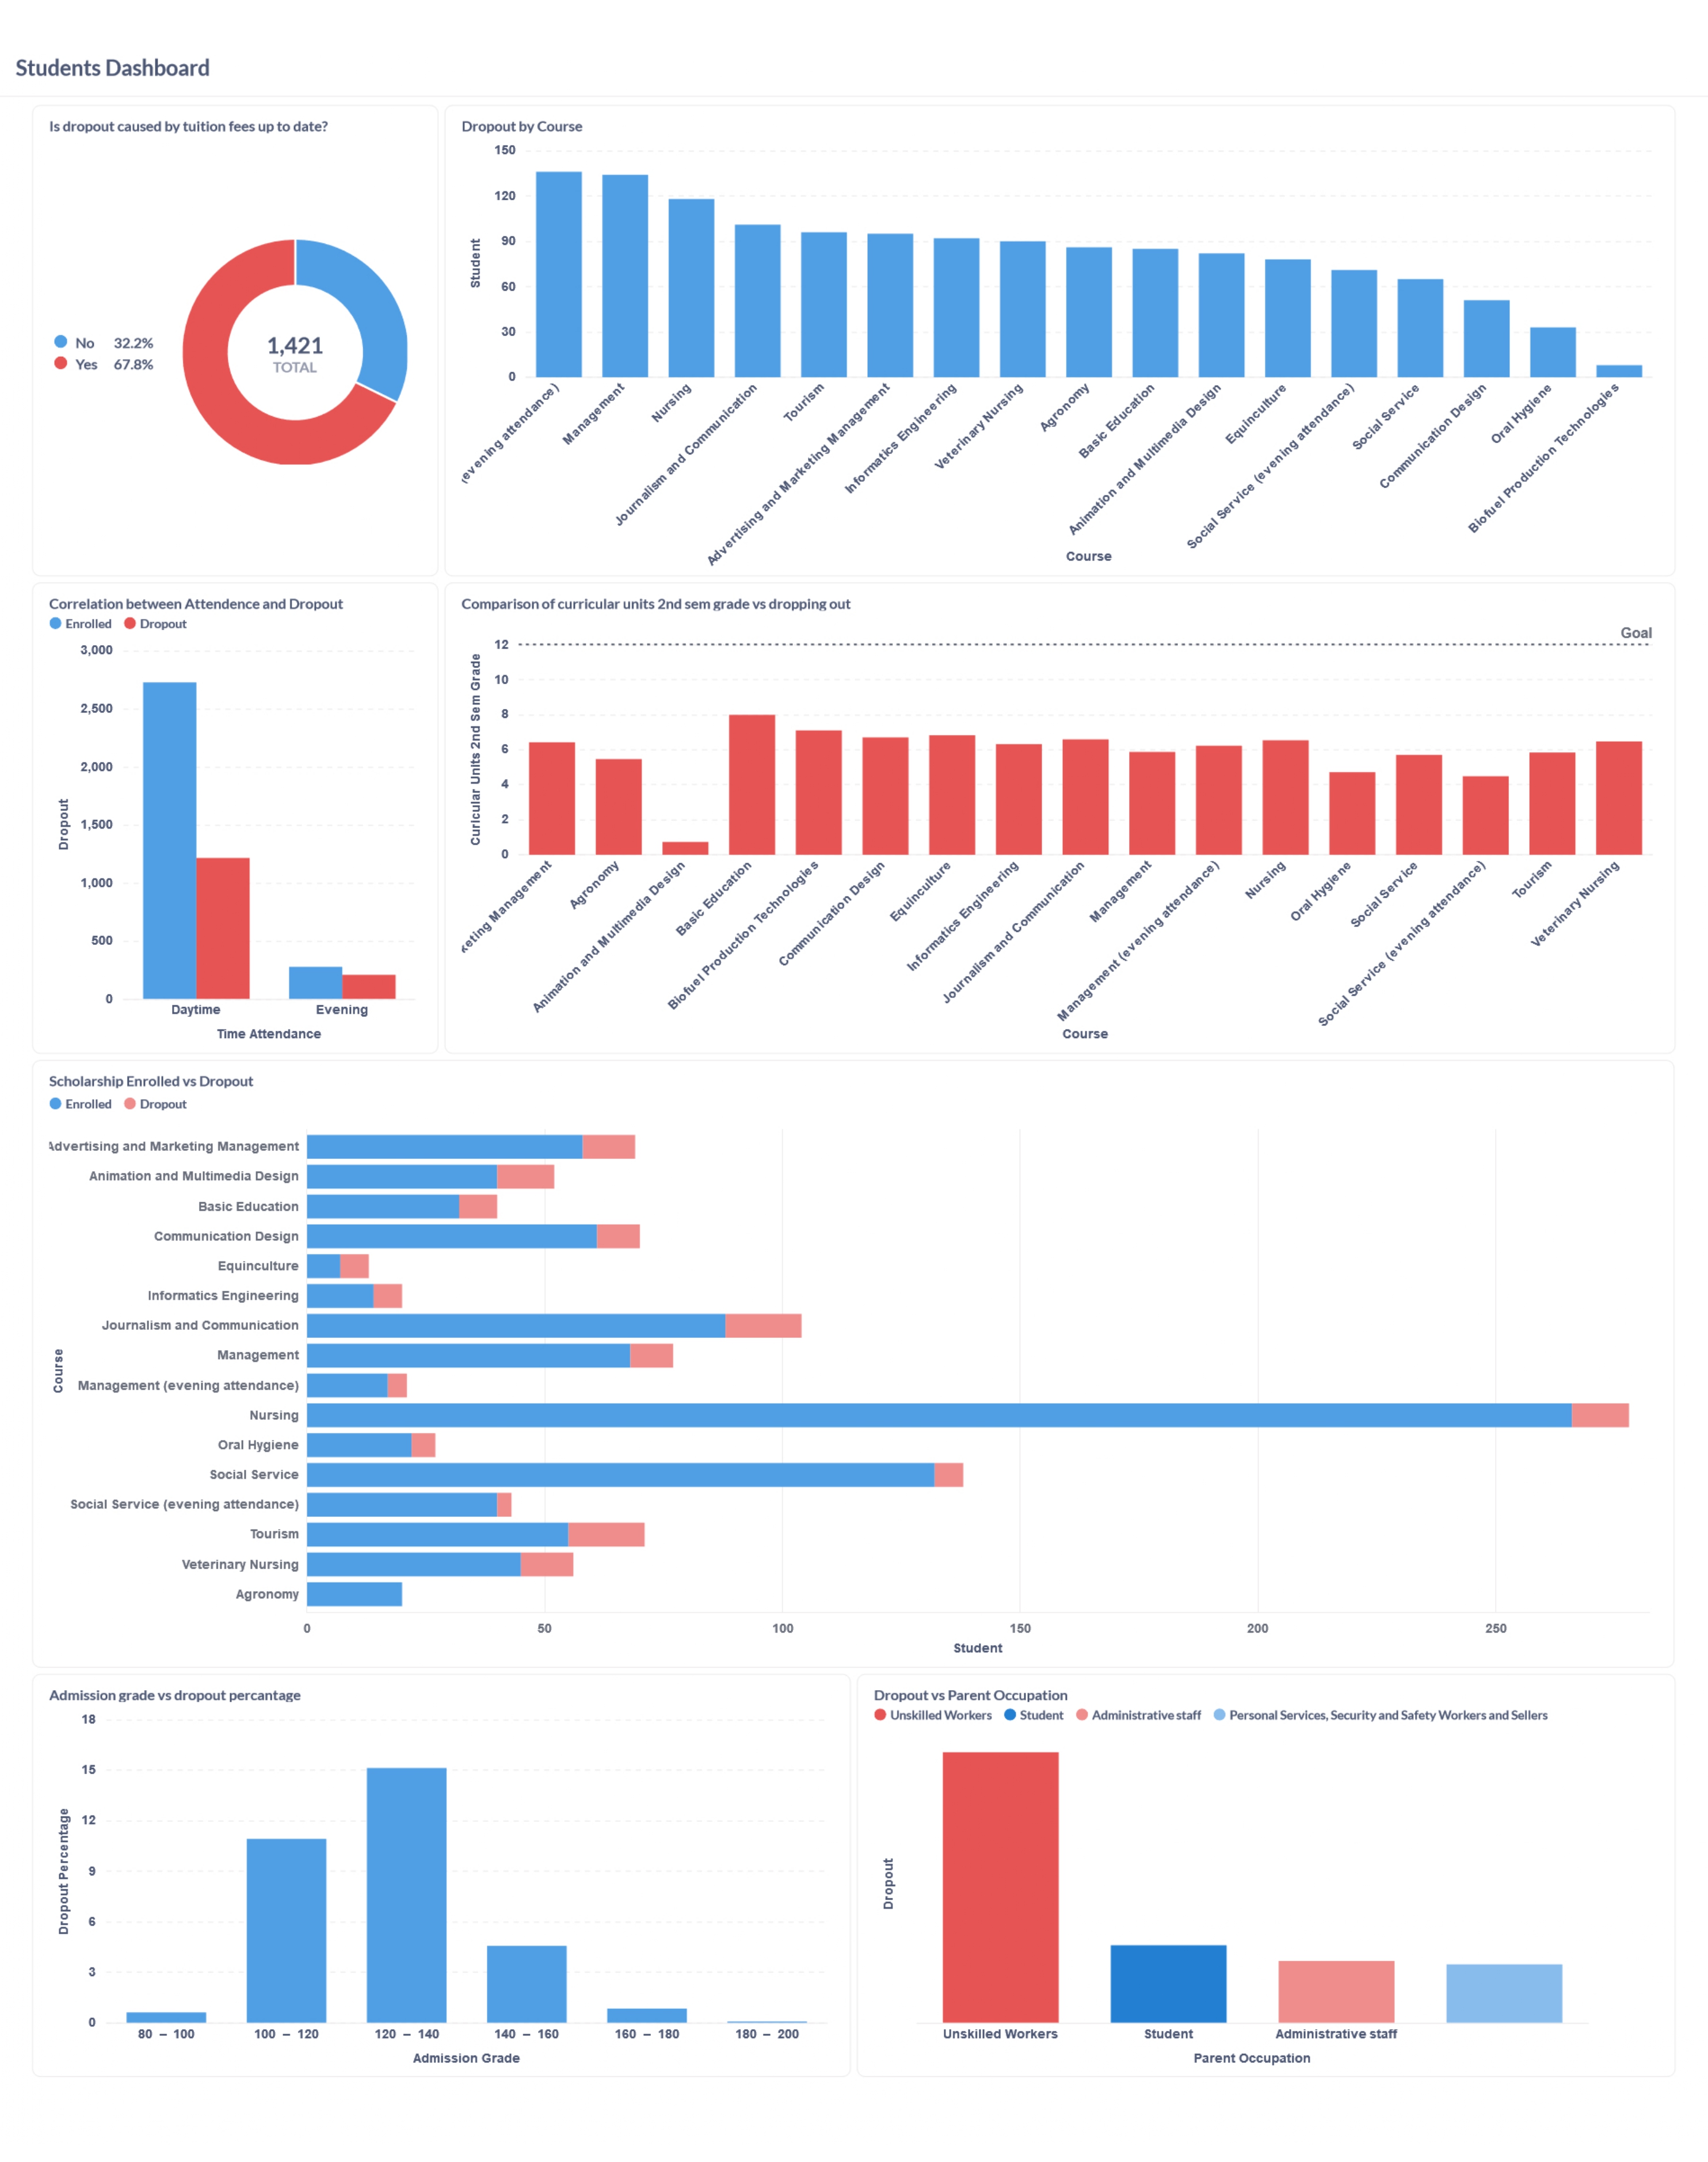 Students Dashboard
Is dropout caused by tuition fees up to date?
No 32.2%
Yes 67.8%
1,421
TOTAL
Dropout by Course
150
120
90
60
30
0
Student
(evening attendance)
Management
Nursing
Journalism and Communication
Tourism
Advertising and Marketing Management
Informatics Engineering
Veterinary Nursing
Agronomy
Basic Education
Animation and Multimedia Design
Equinculture
Social Service (evening attendance)
Social Service
Communication Design
Oral Hygiene
Biofuel Production Technologies
Course
Correlation between Attendence and Dropout
Enrolled Dropout
3,000
2,500
2,000
1,500
1,000
500
0
Dropout
Daytime Evening
Time Attendance
Comparison of curricular units 2nd sem grade vs dropping out
Goal
12
10
8
6
4
2
0
Curicular Units 2nd Sem Grade
keting Management
Agronomy
Animation and Multimedia Design
Basic Education
Biofuel Production Technologies
Communication Design
Equinculture
Informatics Engineering
Journalism and Communication
Management
Management (evening attendance)
Nursing
Oral Hygiene
Social Service
Social Service (evening attendance)
Tourism
Veterinary Nursing
Course
Scholarship Enrolled vs Dropout
Enrolled Dropout
Course
Advertising and Marketing Management
Animation and Multimedia Design
Basic Education
Communication Design
Equinculture
Informatics Engineering
Journalism and Communication
Management
Management (evening attendance)
Nursing
Oral Hygiene
Social Service
Social Service (evening attendance)
Tourism
Veterinary Nursing
Agronomy
0 50 100 150 200 250
Student
Admission grade vs dropout percantage
18
15
12
9
6
3
0
Dropout Percentage
80 – 100 100 – 120 120 – 140 140 – 160 160 – 180 180 – 200
Admission Grade
Dropout vs Parent Occupation
Unskilled Workers Student Administrative staff Personal Services, Security and Safety Workers and Sellers
Dropout
Unskilled Workers Student Administrative staff
Parent Occupation